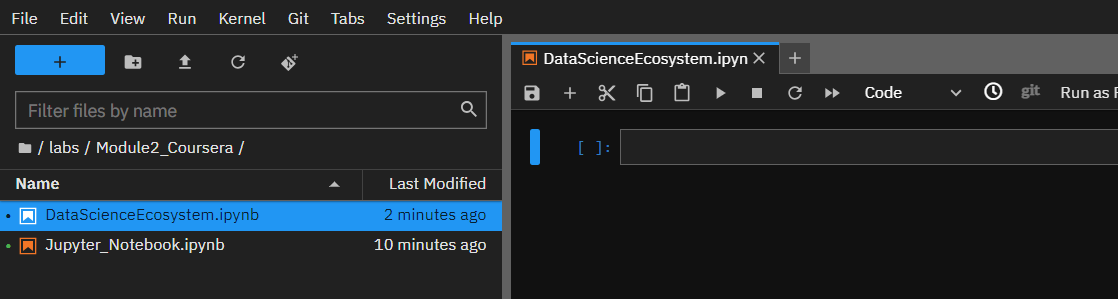 File Edit View Run Kernel Git Tabs Settings Help
+
Filter files by name
/ labs / Module2_Coursera /
Name Last Modified
DataScienceEcosystem.ipynb 2 minutes ago
Jupyter_Notebook.ipynb 10 minutes ago
DataScienceEcosystem.ipyn × +
Code git Run as
[ ]: